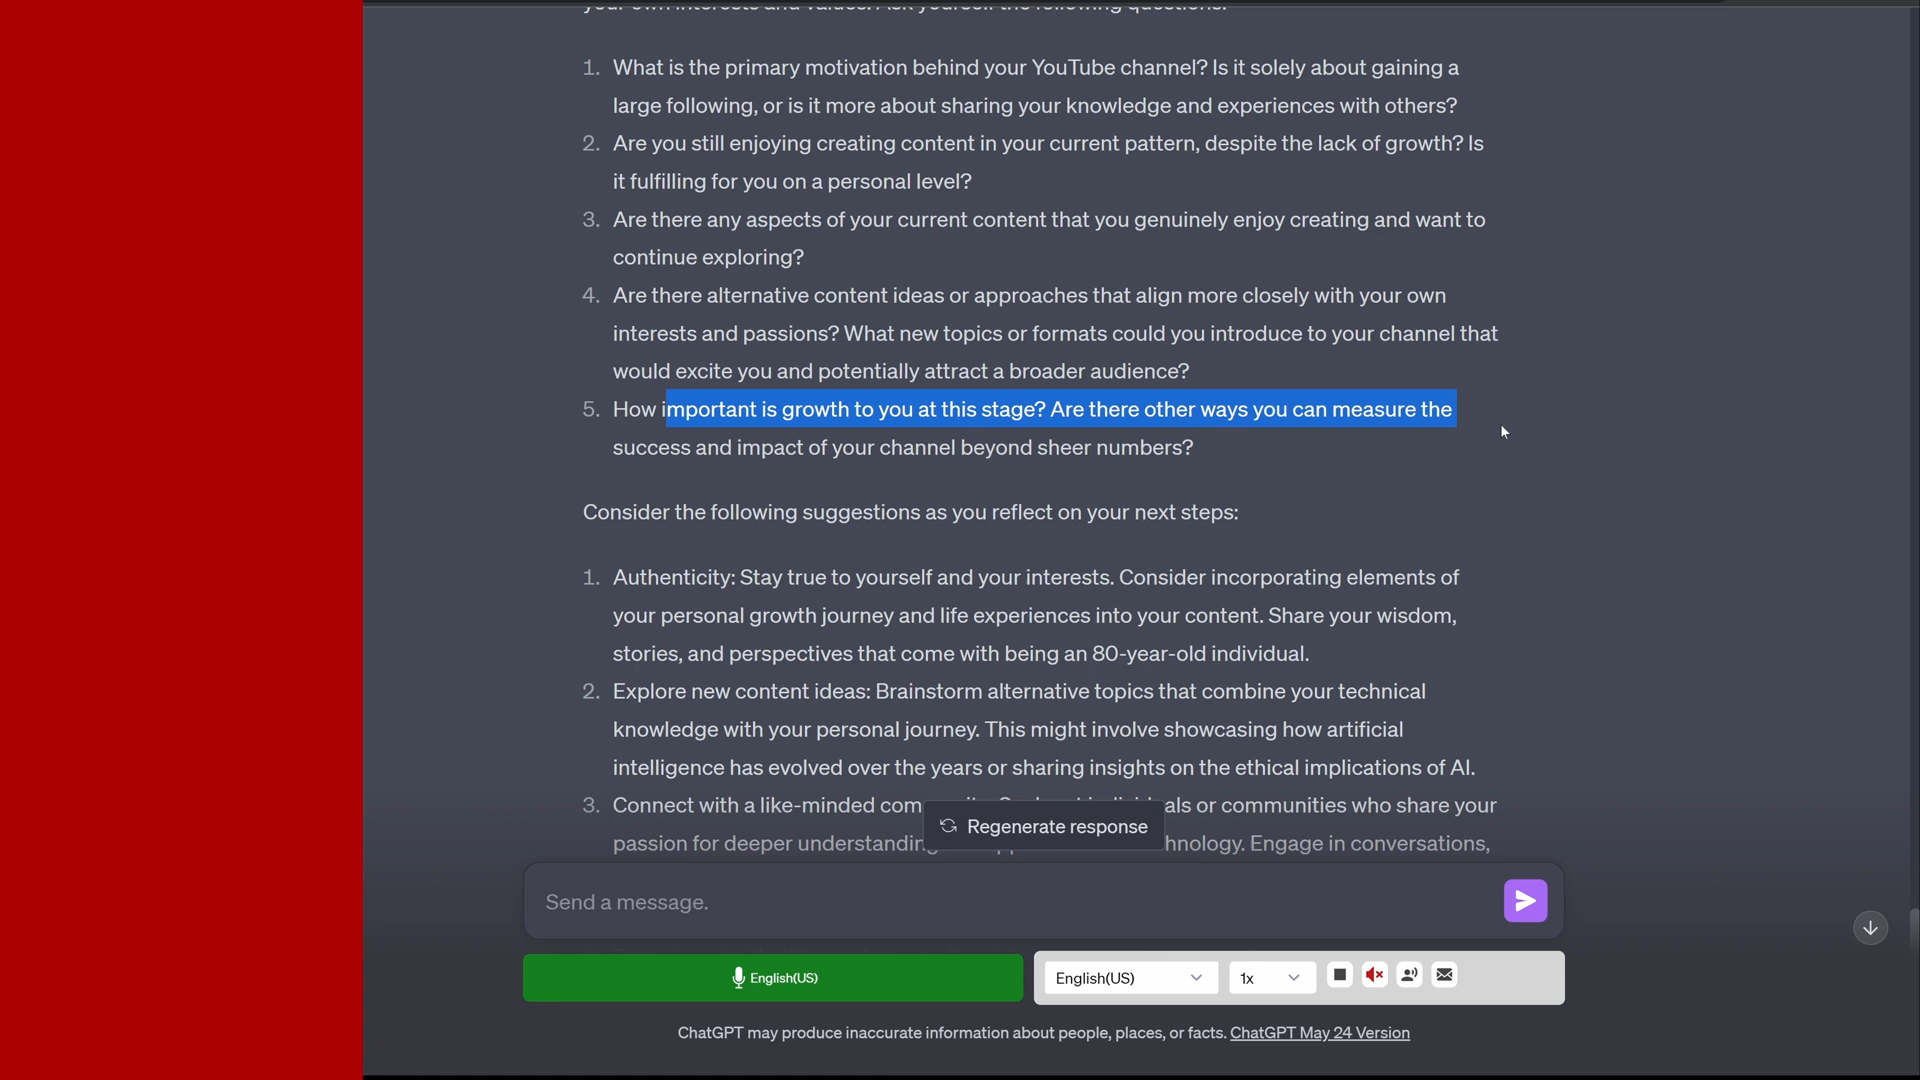 your own interests and values. Ask yourself the following questions:
1. What is the primary motivation behind your YouTube channel? Is it solely about gaining a
large following, or is it more about sharing your knowledge and experiences with others?
2. Are you still enjoying creating content in your current pattern, despite the lack of growth? Is
it fulfilling for you on a personal level?
3. Are there any aspects of your current content that you genuinely enjoy creating and want to
continue exploring?
4. Are there alternative content ideas or approaches that align more closely with your own
interests and passions? What new topics or formats could you introduce to your channel that
would excite you and potentially attract a broader audience?
5. How important is growth to you at this stage? Are there other ways you can measure the
success and impact of your channel beyond sheer numbers?
Consider the following suggestions as you reflect on your next steps:
1. Authenticity: Stay true to yourself and your interests. Consider incorporating elements of
your personal growth journey and life experiences into your content. Share your wisdom,
stories, and perspectives that come with being an 80-year-old individual.
2. Explore new content ideas: Brainstorm alternative topics that combine your technical
knowledge with your personal journey. This might involve showcasing how artificial
intelligence has evolved over the years or sharing insights on the ethical implications of AI.
3. Connect with a like-minded or communities who share your
passion for deeper Engage in conversations,
Regenerate response
Send a message.
English(US)
English(US) 1x
ChatGPT may produce inaccurate information about people, places, or facts. ChatGPT May 24 Version